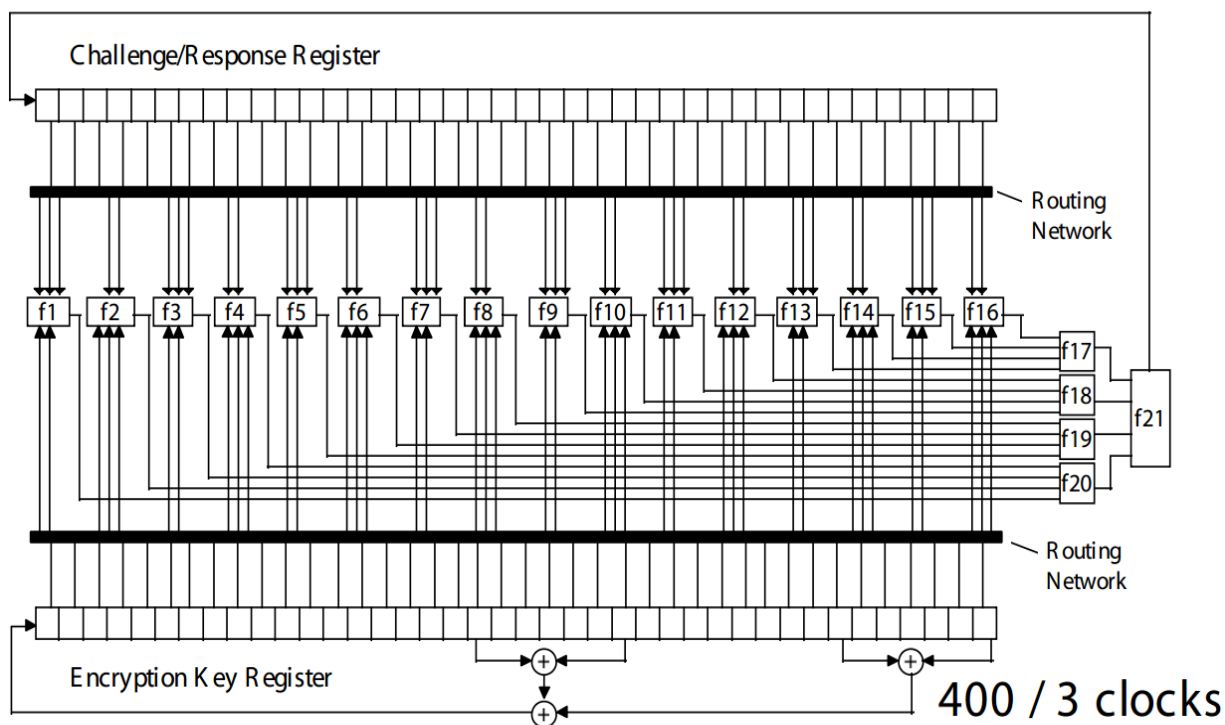 Challenge/Response Register
Routing
Network
f1 f2 f3 f4 f5 f6 f7 f8 f9 f10 f11 f12 f13 f14 f15 f16
f17
f18
f21
f19
f20
Routing
Network
Encryption Key Register
400 / 3 clocks